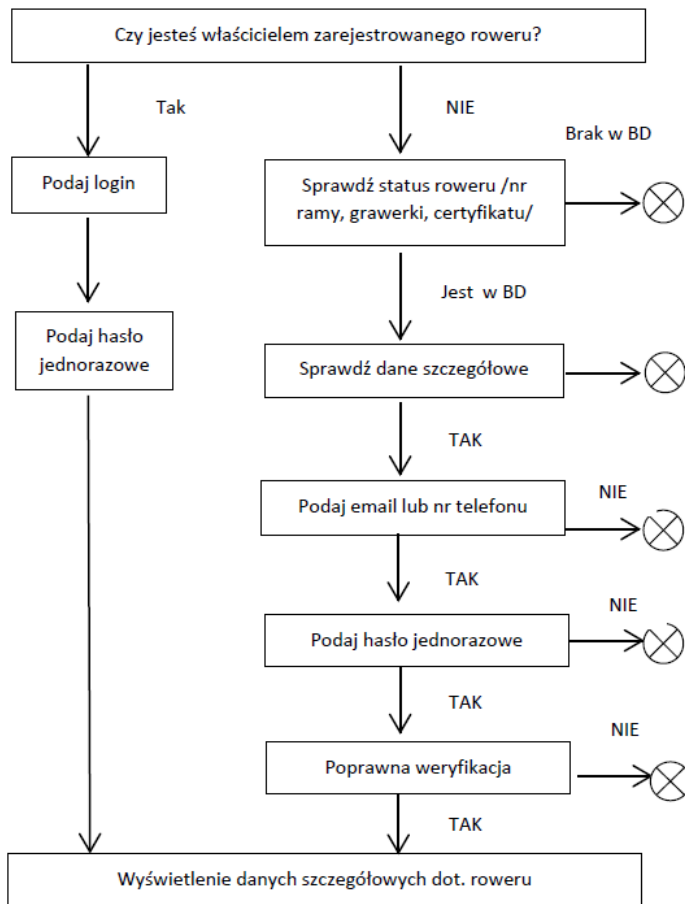 Czy jesteś właścicielem zarejestrowanego roweru?
Tak
NIE
Brak w BD
Podaj login
Sprawdź status roweru /nr
ramy, grawerki, certyfikatu/
Jest w BD
Podaj hasło
jednorazowe
Sprawdź dane szczegółowe
TAK
Podaj email lub nr telefonu
NIE
TAK
Podaj hasło jednorazowe
NIE
TAK
Poprawna weryfikacja
NIE
TAK
Wyświetlenie danych szczegółowych dot. roweru